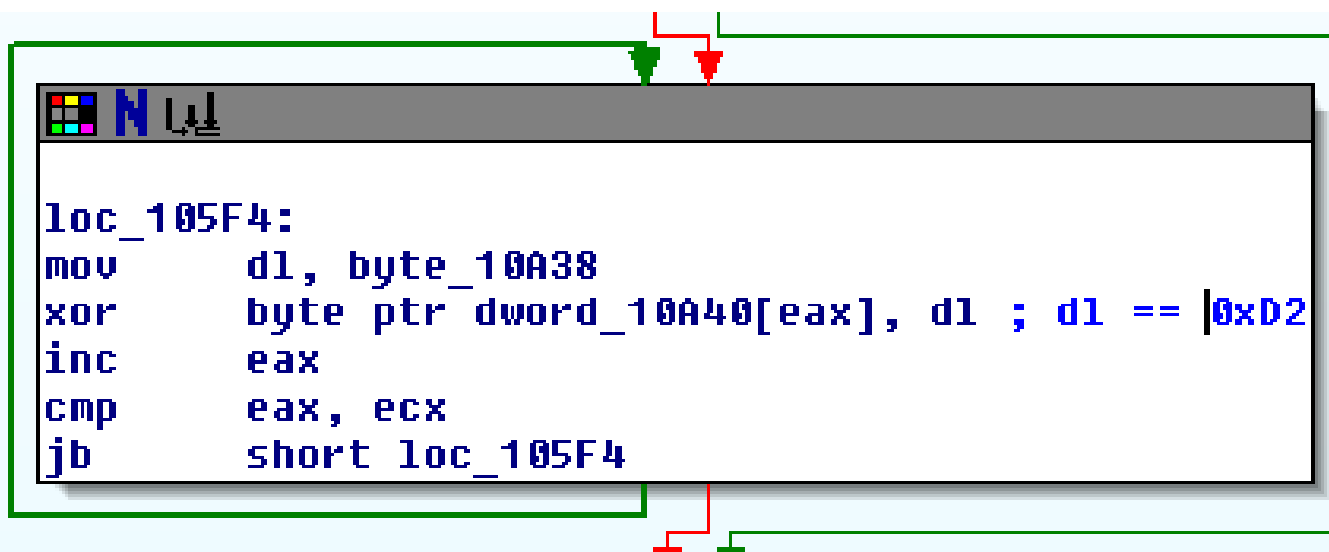 N
loc_105F4:
mov dl, byte_10A38
xor byte ptr dword_10A40[eax], dl ; dl == 0xD2
inc eax
cmp eax, ecx
jb short loc_105F4